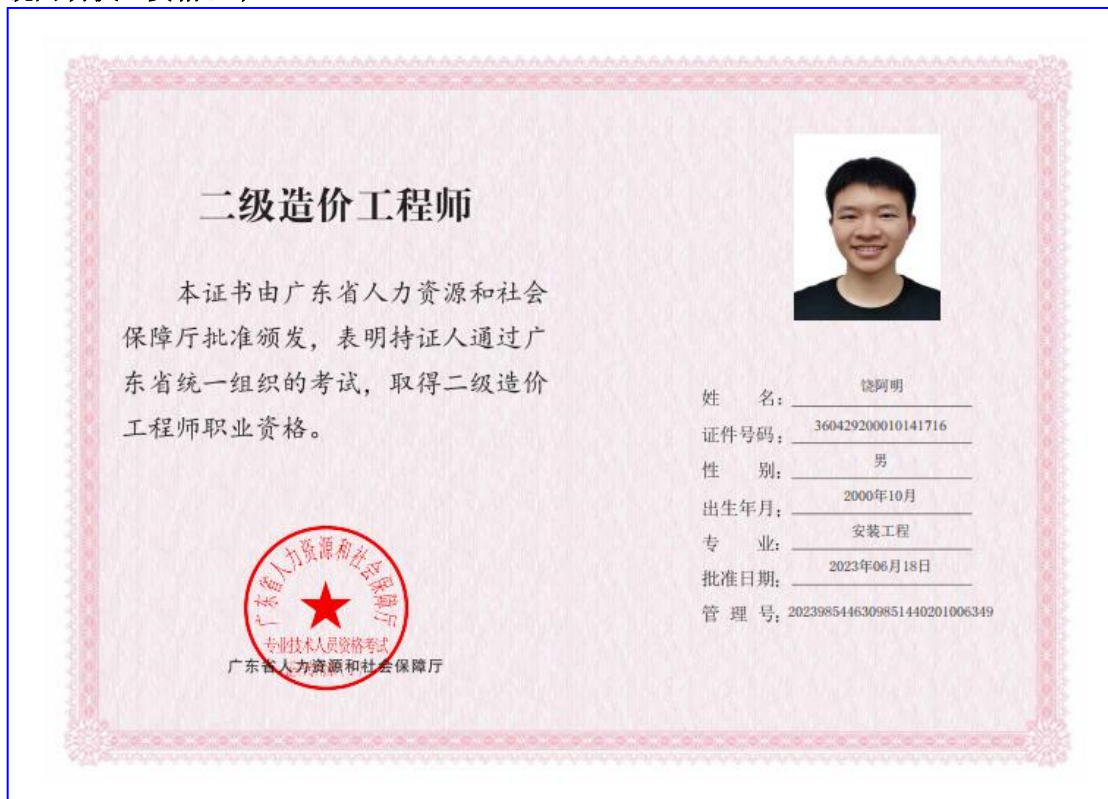 二级造价工程师
本证书由广东省人力资源和社会
保障厅批准颁发，表明持证人通过广
东省统一组织的考试，取得二级造价
工程师职业资格。
姓 名：饶阿明
证件号码：360429200010141716
性 别：男
出生年月：2000年10月
专 业：安装工程
批准日期：2023年06月18日
管 理 号：2023985446309851440201006349
广东省人力资源和社会保障厅
专业技术人员资格考试
广东省人力资源和社会保障厅